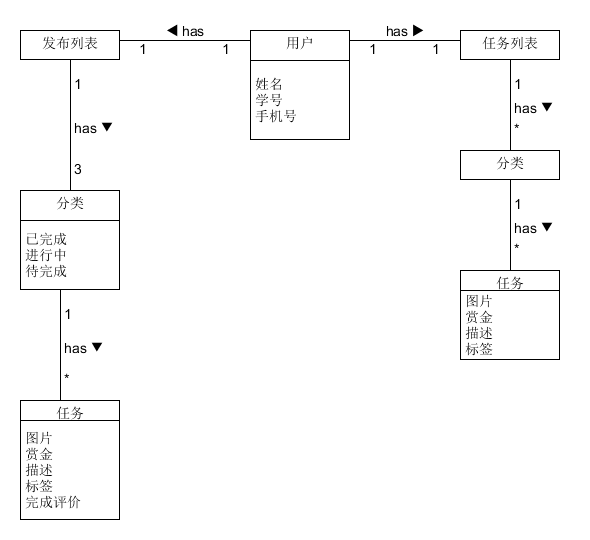 ◀ has
has ▶
发布列表
1
1
用户
1
1
任务列表
姓名
学号
手机号
1
has ▼
3
1
has ▼
*
分类
分类
已完成
进行中
待完成
1
has ▼
*
任务
图片
赏金
描述
标签
1
has ▼
*
任务
图片
赏金
描述
标签
完成评价